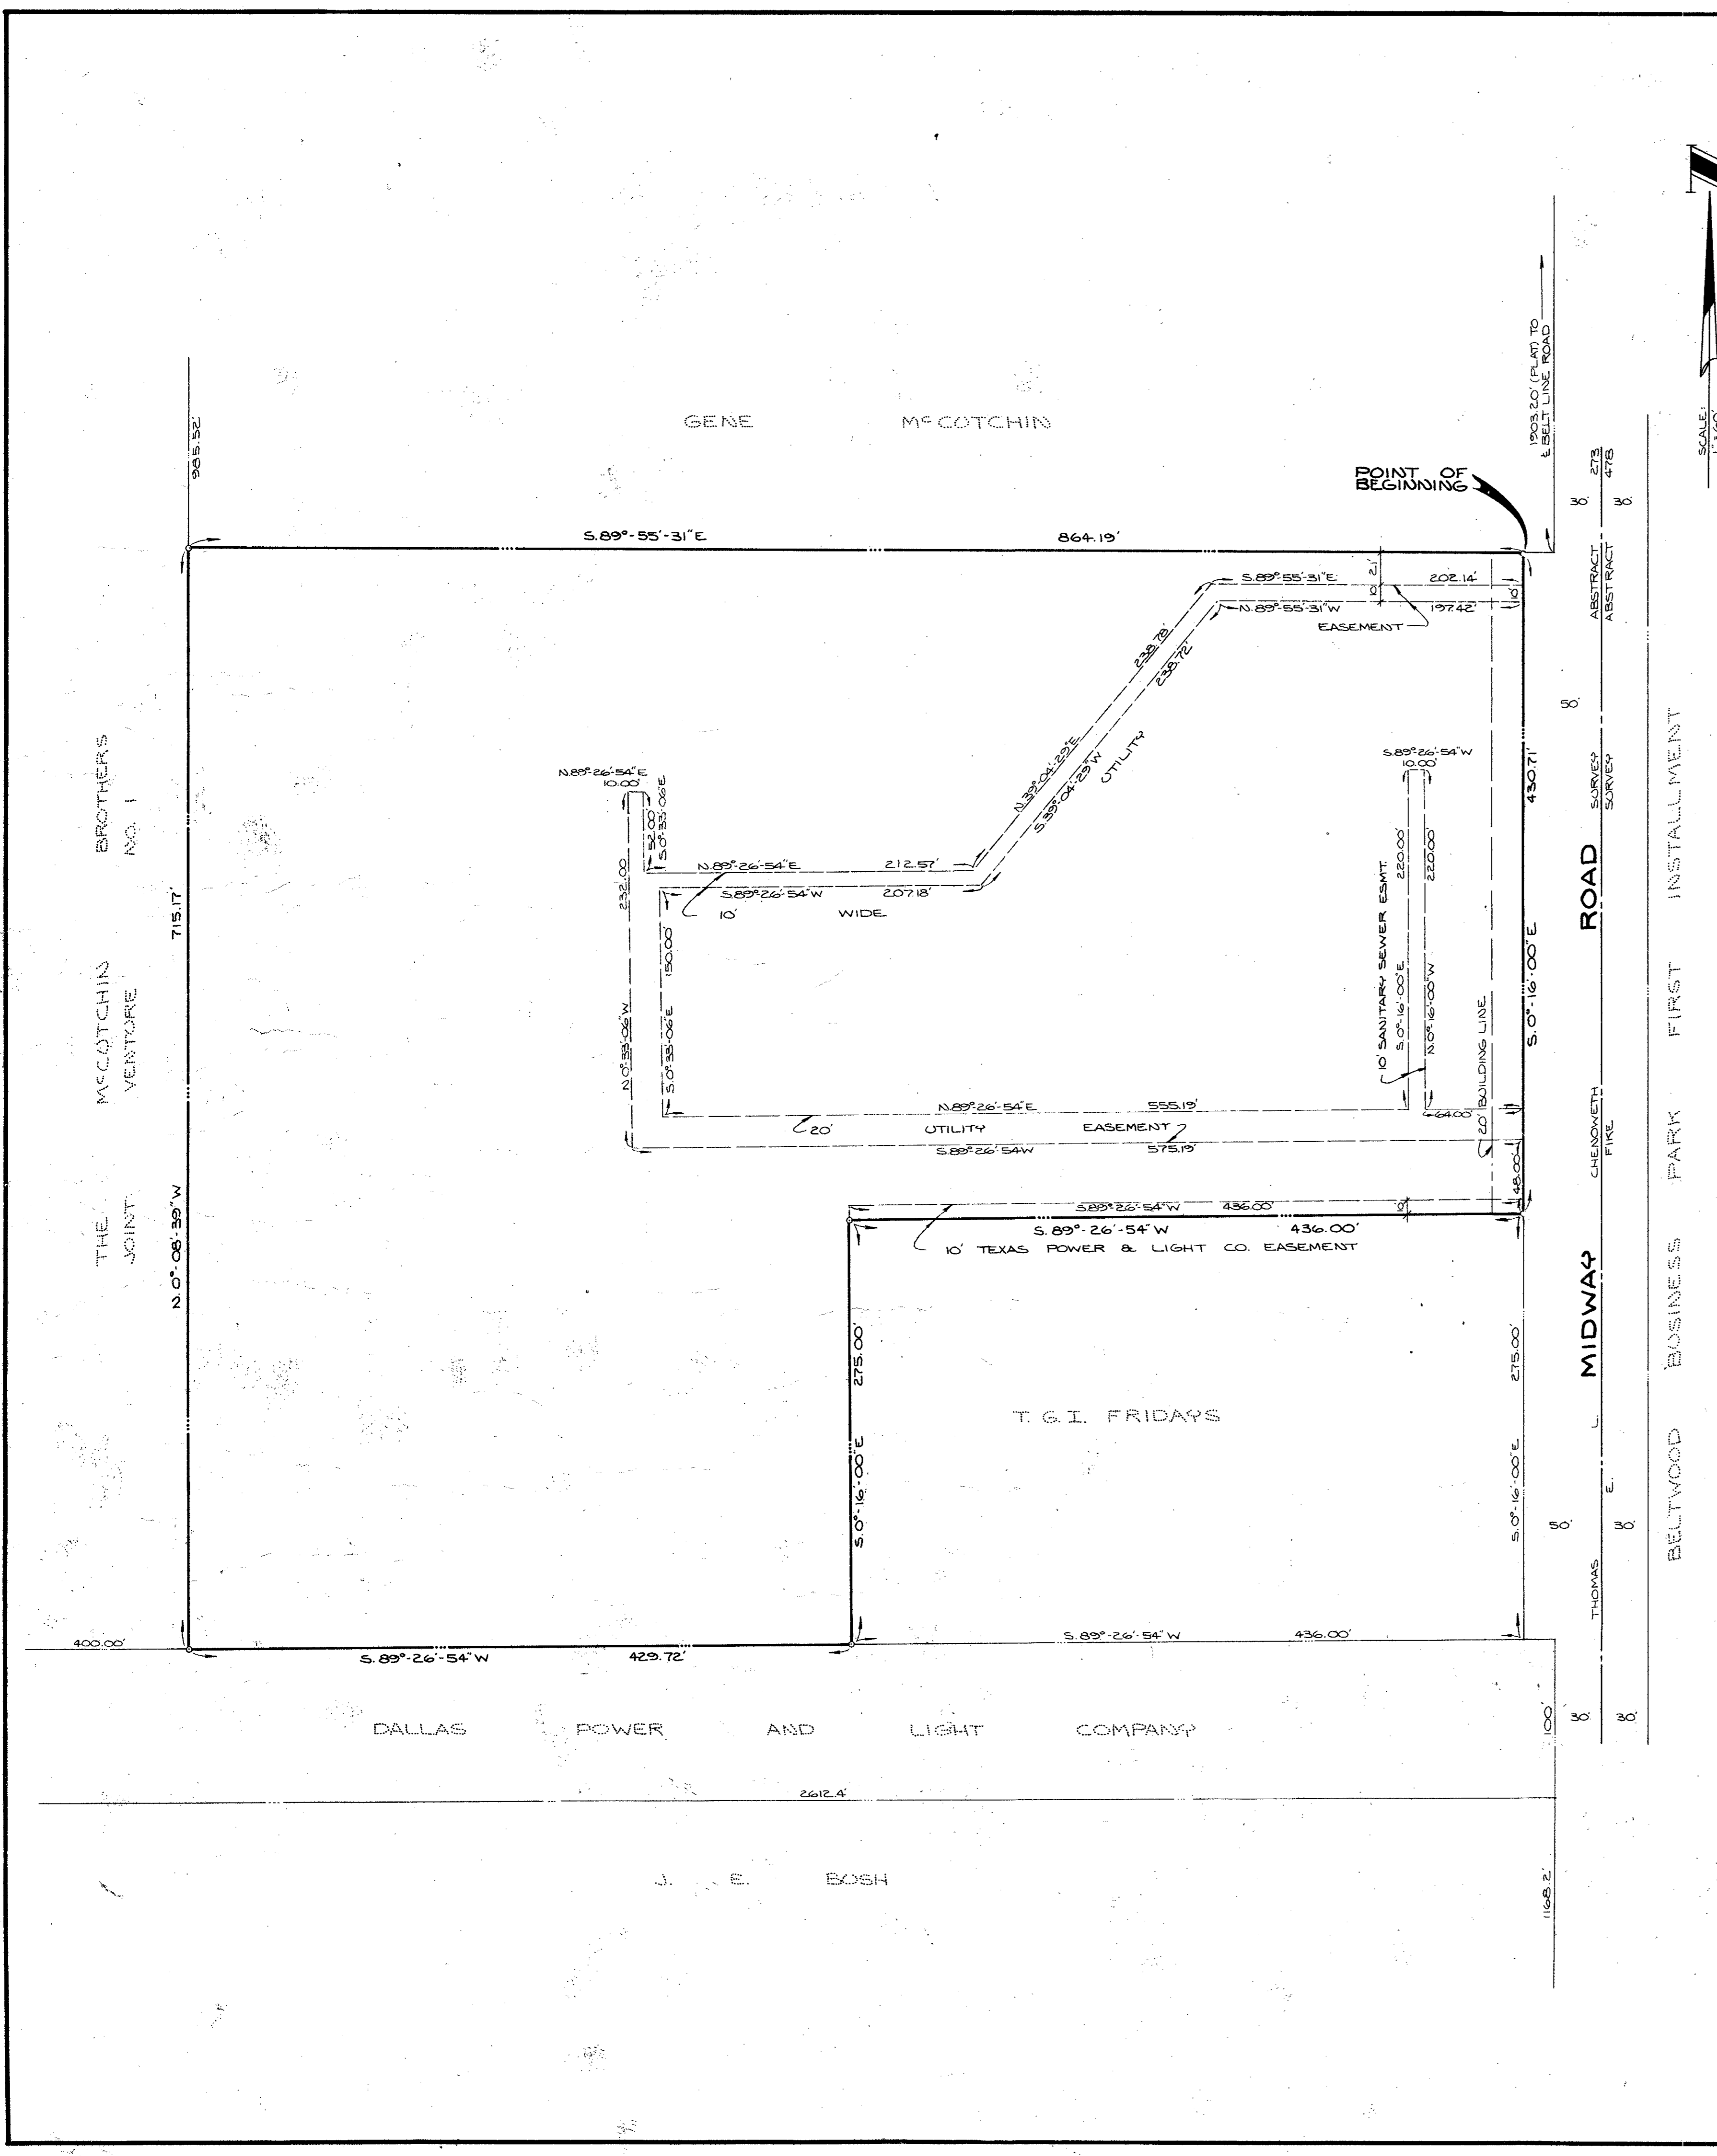 1903.20' (PLAT) TO
℄ BELT LINE ROAD
SCALE:
985.52'
GENE McCOTCHIN
POINT OF
BEGINNING
ABSTRACT 273
ABSTRACT 478
30' 30'
S.89°-55'-31"E 864.19'
S.89°-55'-31"E 21' 202.14'
N.89°-55'-31"W 10' 197.42' 10'
EASEMENT
238.78'
238.72'
N.39°-04'-29"E
S.39°-04'-29"W
UTILITY
50'
430.71'
S.0°-16'-00"E
N.89°-26'-54"E
10.00'
52.00'
S.0°-33'-06"E
N.89°-26'-54"E 212.57'
S.89°-26'-54"W 207.18'
10' WIDE
232.00
N.0°-33'-06"W
S.0°-33'-06"E 150.00'
S.89°-26'-54"W
10.00'
10' SANITARY SEWER ESMT.
S.0°-16'-00"E 220.00'
N.0°-16'-00"W 220.00'
20' BUILDING LINE
64.00'
N.89°-26'-54"E 555.19'
20' UTILITY EASEMENT
S.89°-26'-54W 575.19'
48.00'
S.89°-26'-54"W 436.00' 10'
S.89°-26'-54"W 436.00'
10' TEXAS POWER & LIGHT CO. EASEMENT
715.17'
N.0°-08'-39"W
THE McCOTCHIN BROTHERS
JOINT VENTURE NO. 1
275.00'
S.0°-16'-00"E
T. G. I. FRIDAYS
275.00'
S.0°-16'-00"E
MIDWAY ROAD
THOMAS L. CHENOWETH SURVEY
E. FIKE SURVEY
BELTWOOD BUSINESS PARK FIRST INSTALLMENT
50' 30'
400.00'
S.89°-26'-54"W 429.72'
S.89°-26'-54"W 436.00'
DALLAS POWER AND LIGHT COMPANY
100'
30' 30'
2612.4'
J. E. BUSH
1168.2'